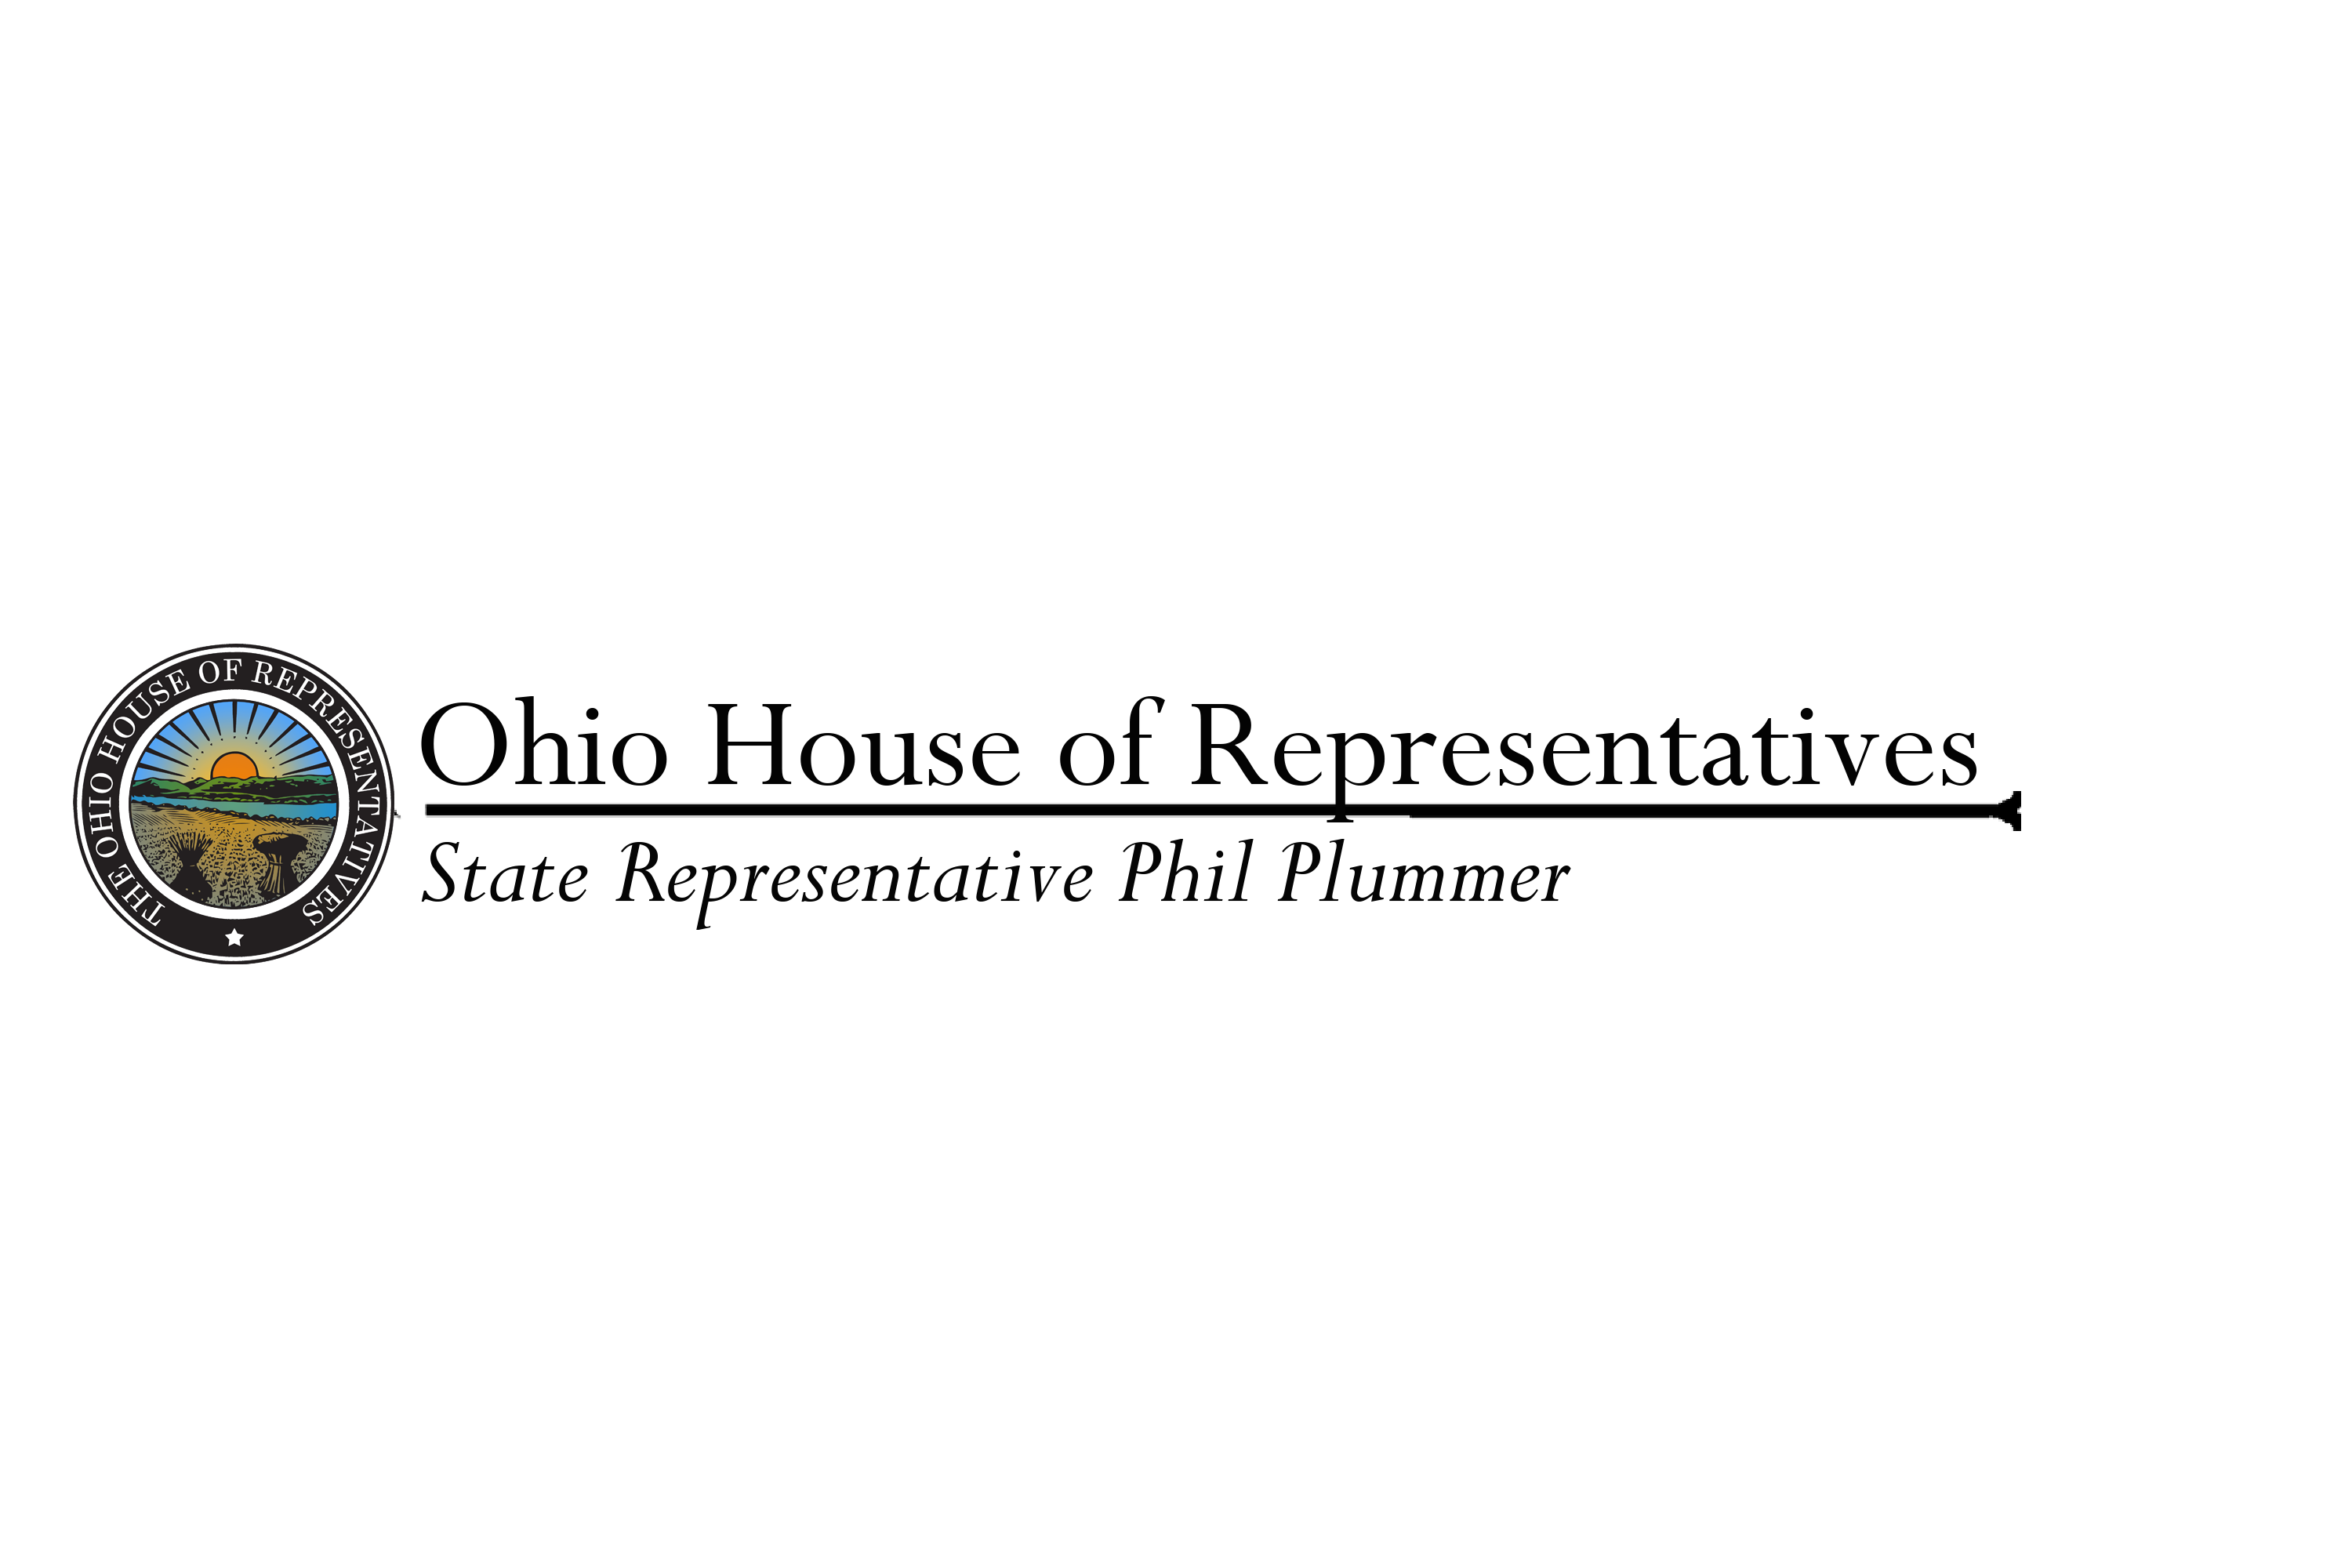 THE OHIO HOUSE OF REPRESENTATIVES
Ohio House of Representatives
State Representative Phil Plummer